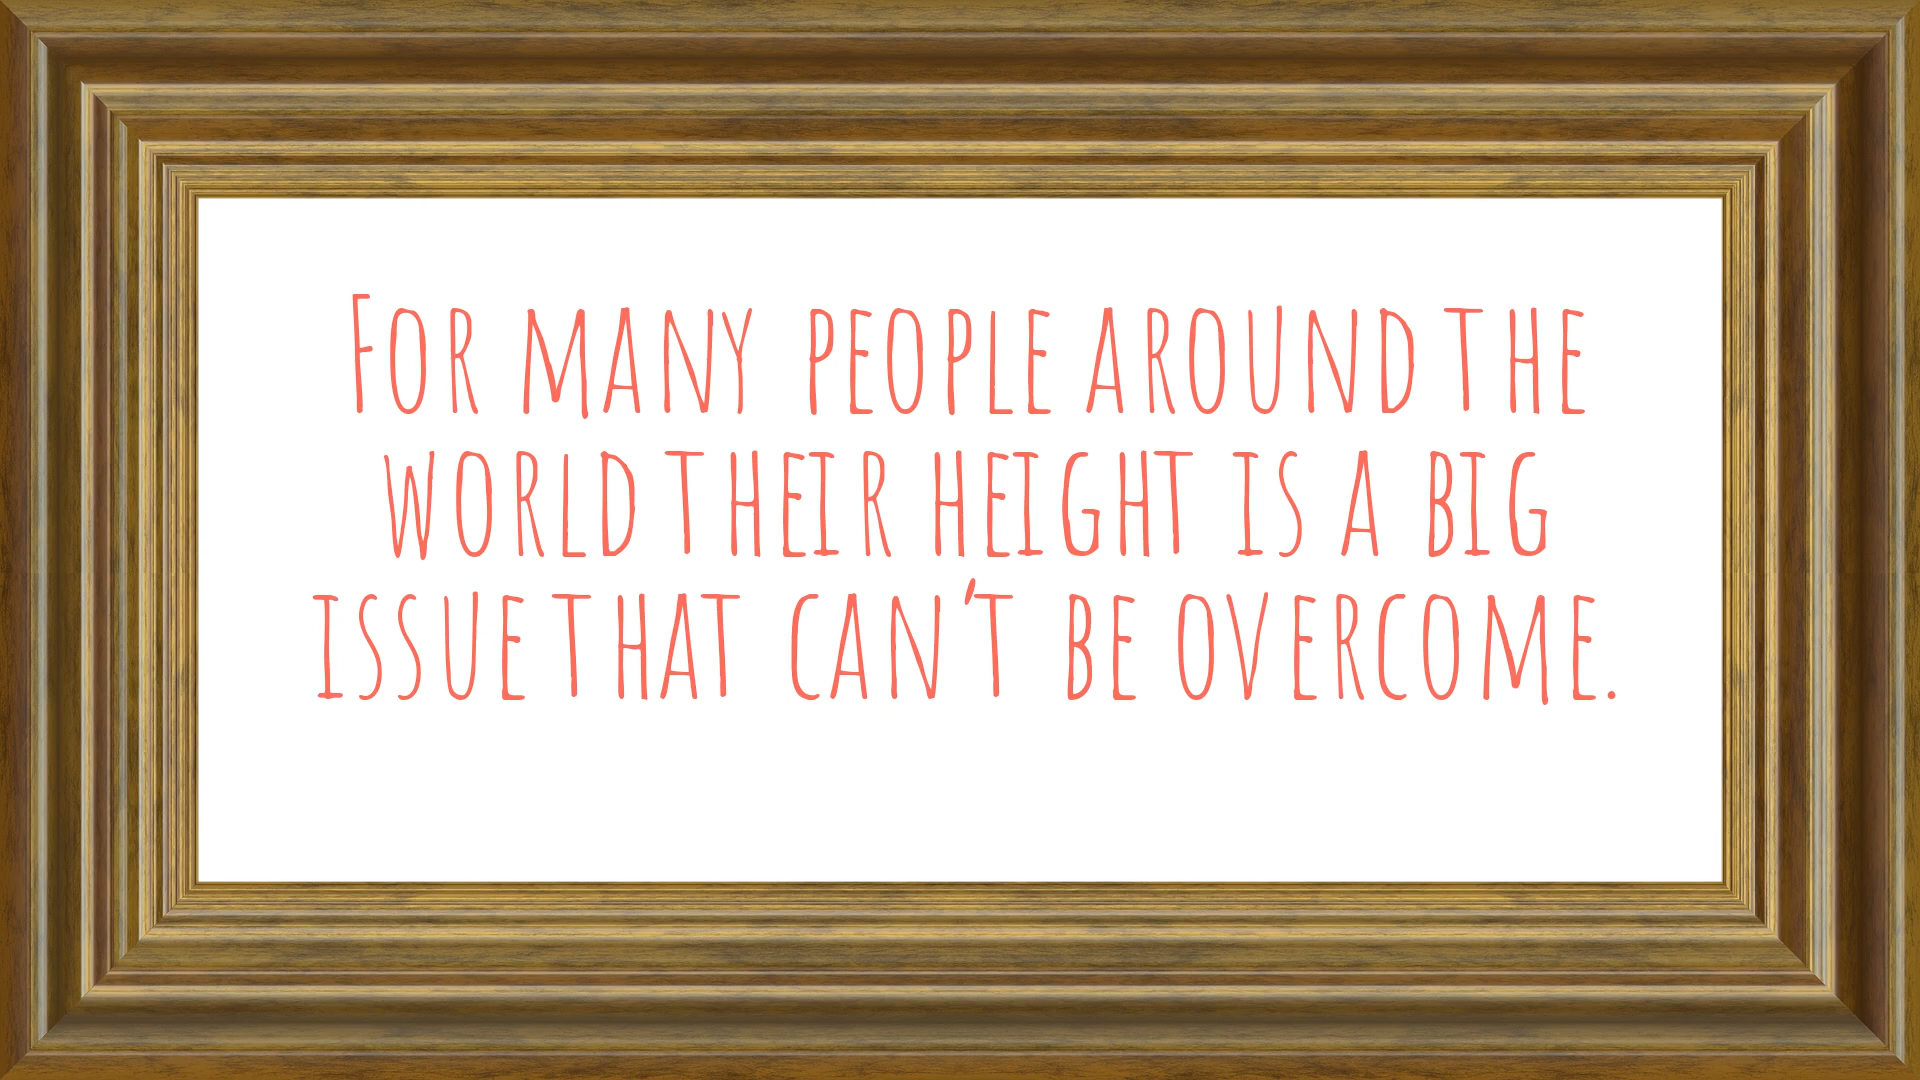 For many people around the
world their height is a big
issue that can't be overcome.